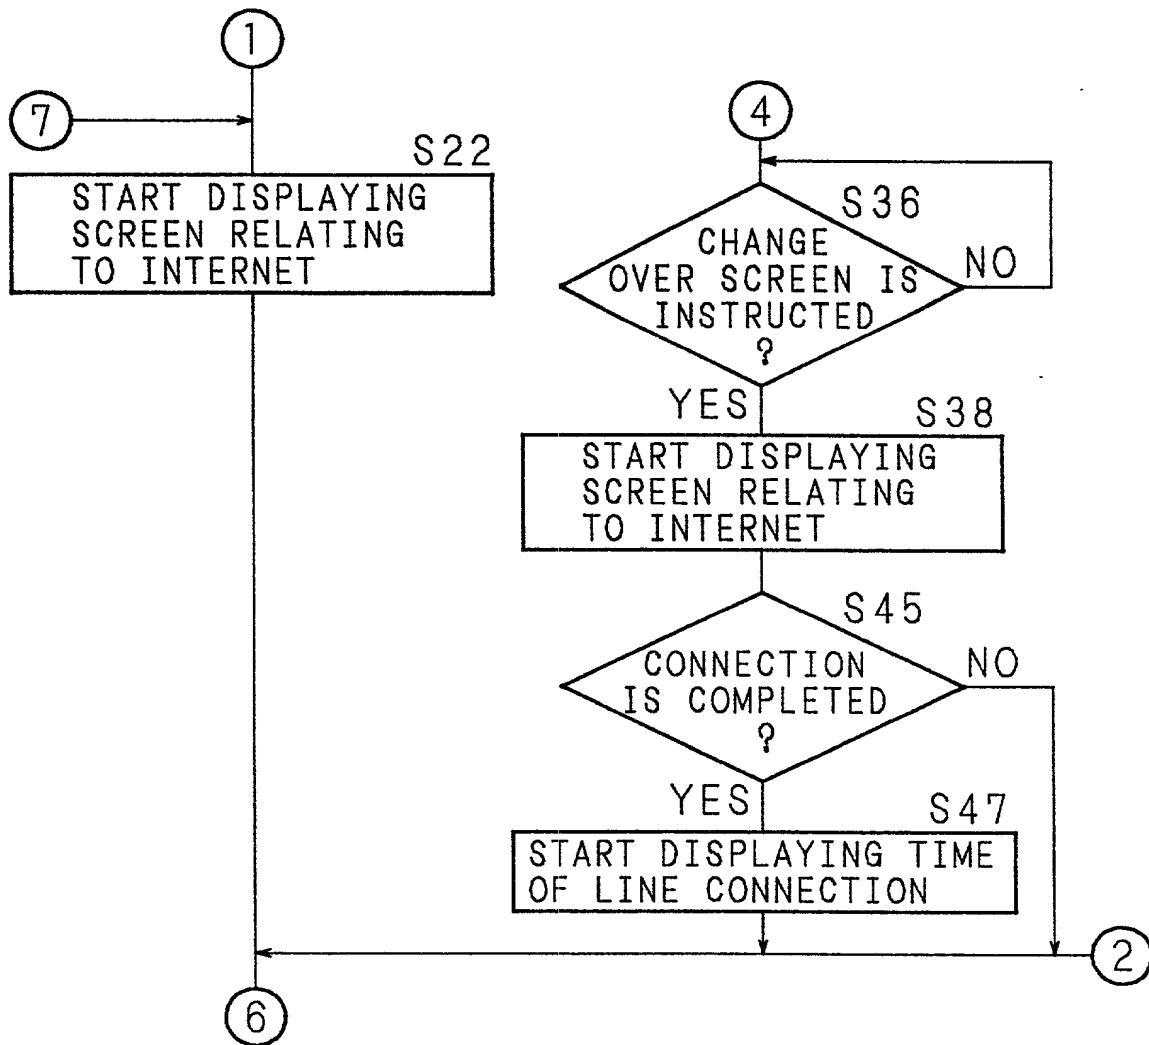 1
7
S22
START DISPLAYING
SCREEN RELATING
TO INTERNET
4
S36
CHANGE
OVER SCREEN IS
INSTRUCTED
?
NO
YES
S38
START DISPLAYING
SCREEN RELATING
TO INTERNET
S45
CONNECTION
IS COMPLETED
?
NO
YES
S47
START DISPLAYING TIME
OF LINE CONNECTION
2
6